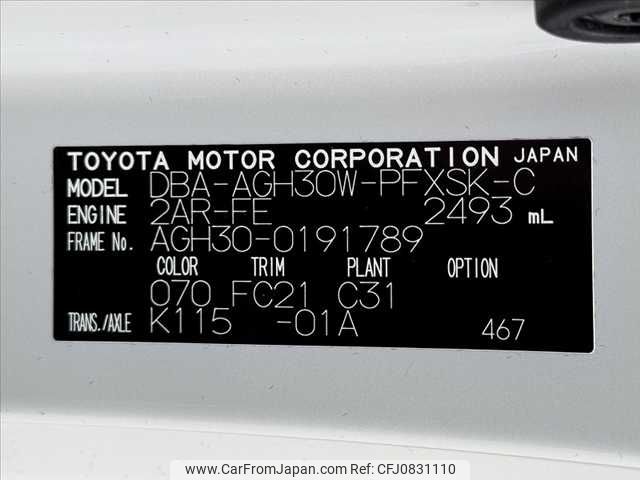 TOYOTA MOTOR CORPORATION JAPAN
MODEL DBA-AGH30W-PFXSK-C
ENGINE 2AR-FE 2493 mL
FRAME No. AGH30-0191789
COLOR TRIM PLANT OPTION
070 FC21 C31
TRANS./AXLE K115 -01A 467
www.CarFromJapan.com - CFJ0831110